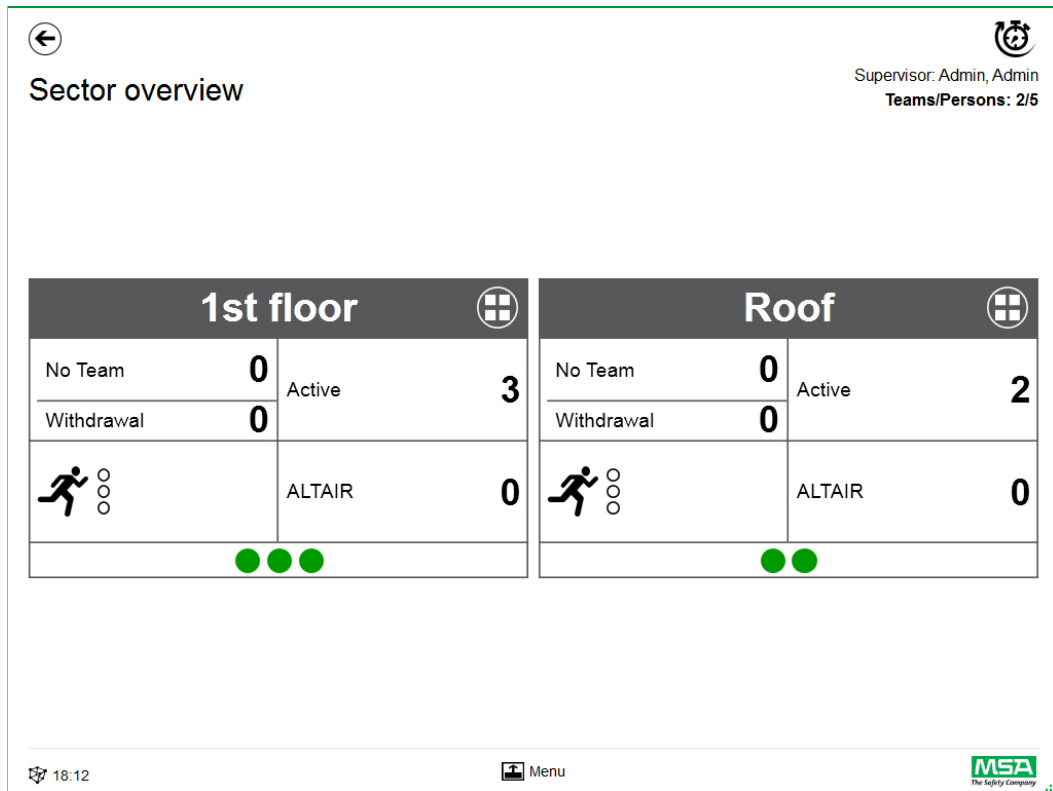 Sector overview
Supervisor: Admin, Admin
Teams/Persons: 2/5
1st floor
No Team 0
Withdrawal 0
Active 3
ALTAIR 0
Roof
No Team 0
Withdrawal 0
Active 2
ALTAIR 0
18:12
Menu
MSA
The Safety Company